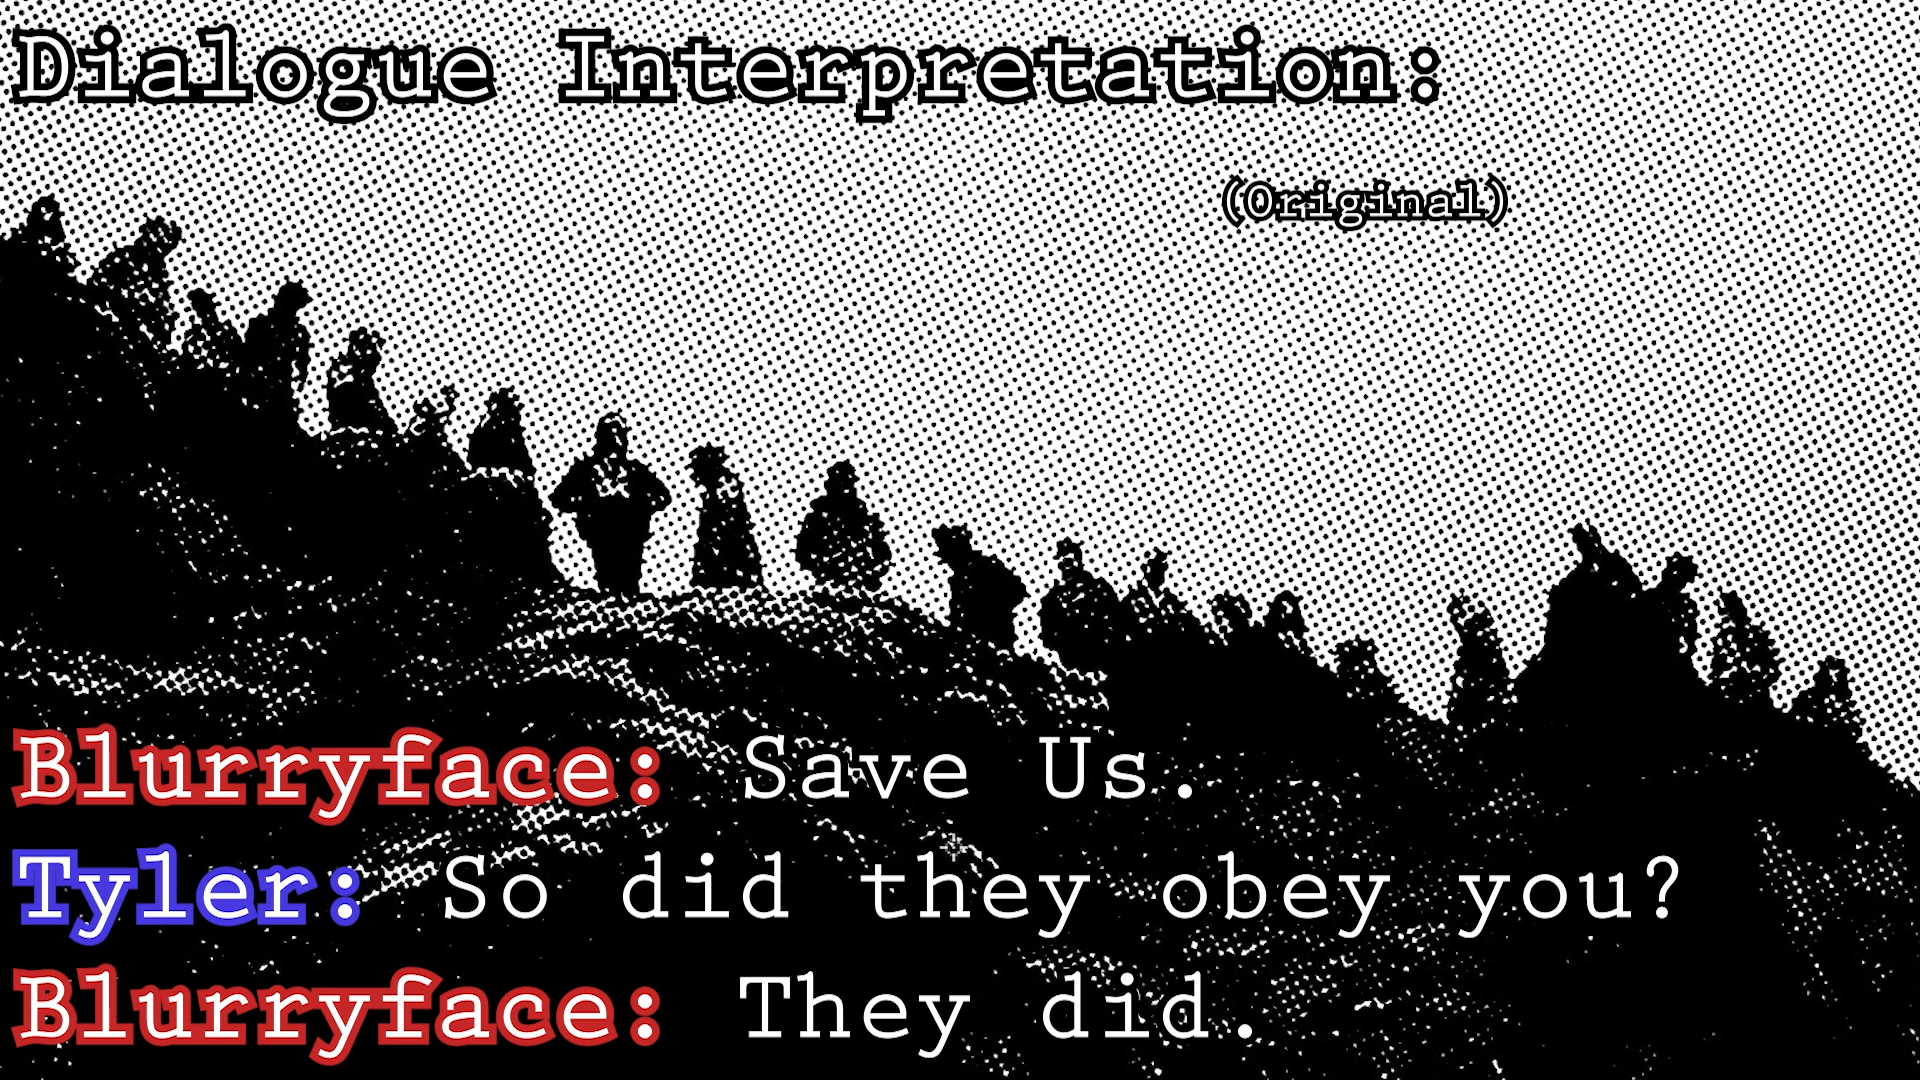 Dialogue Interpretation:
(Original)
Blurryface: Save Us.
Tyler: So did they obey you?
Blurryface: They did.